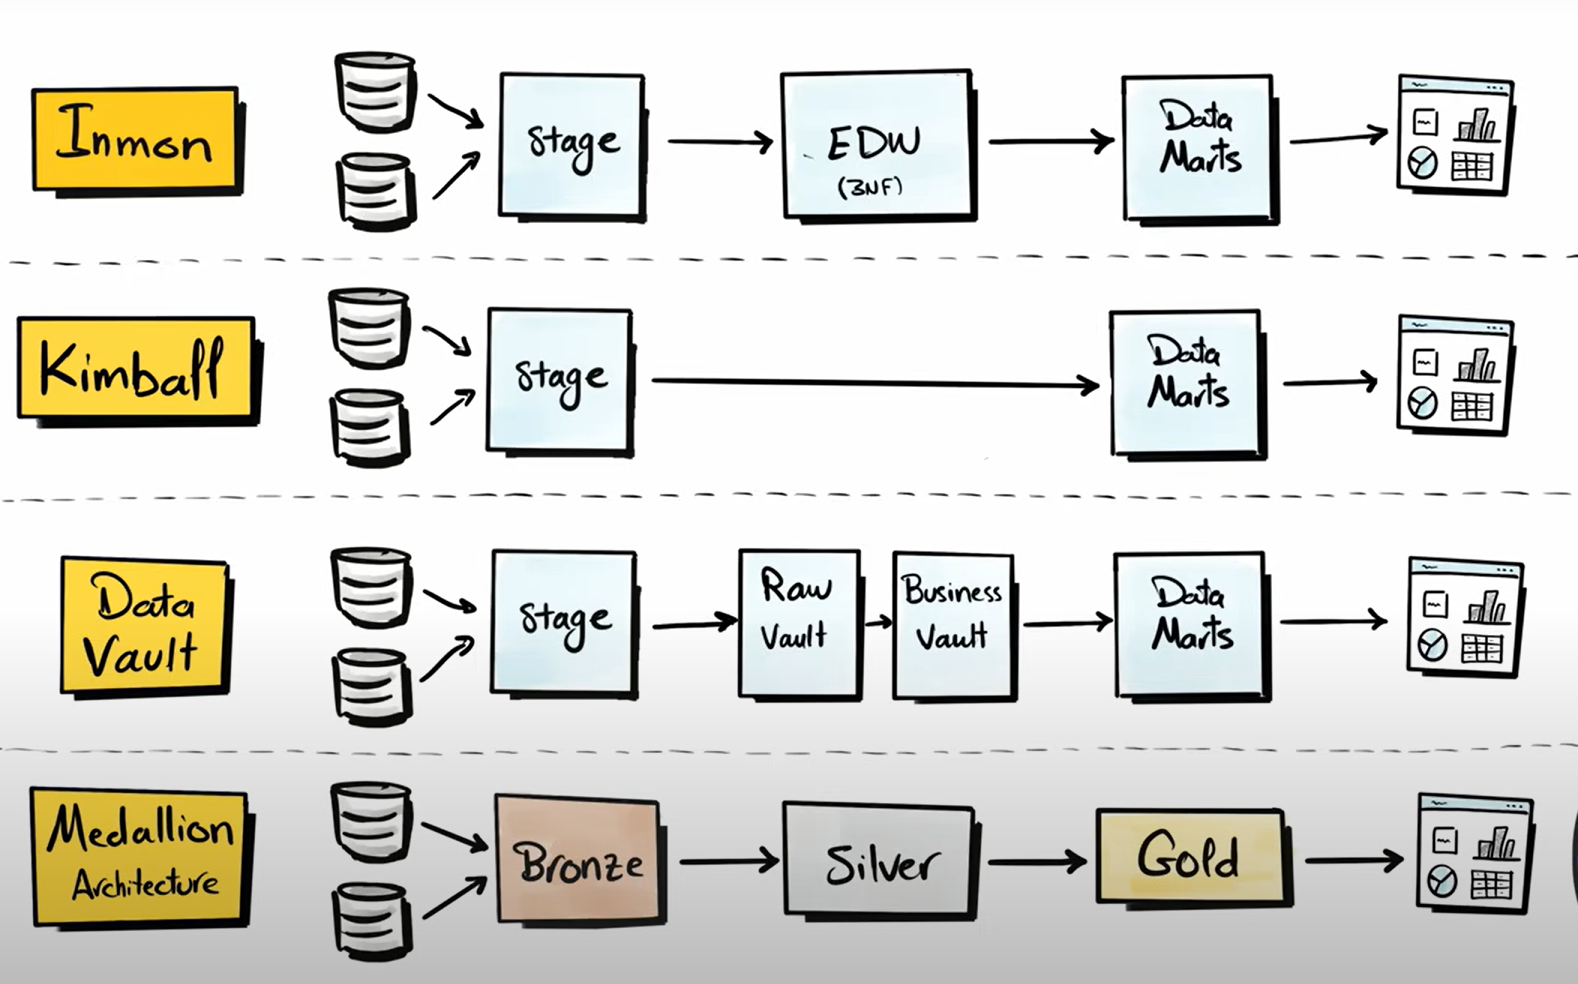 Inmon
Stage
EDW
(3NF)
Data
Marts
Kimball
Stage
Data
Marts
Data
Vault
Stage
Raw
Vault
Business
Vault
Data
Marts
Medallion
Architecture
Bronze
Silver
Gold